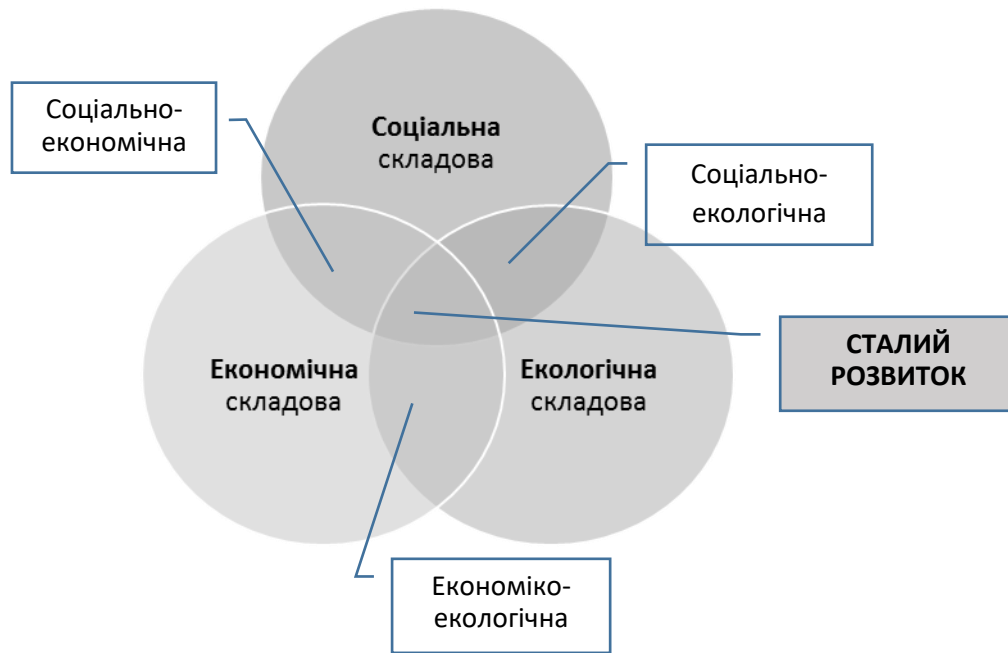 Соціально-
економічна
Соціальна
складова
Соціально-
екологічна
Економічна
складова
Екологічна
складова
СТАЛИЙ
РОЗВИТОК
Економіко-
екологічна